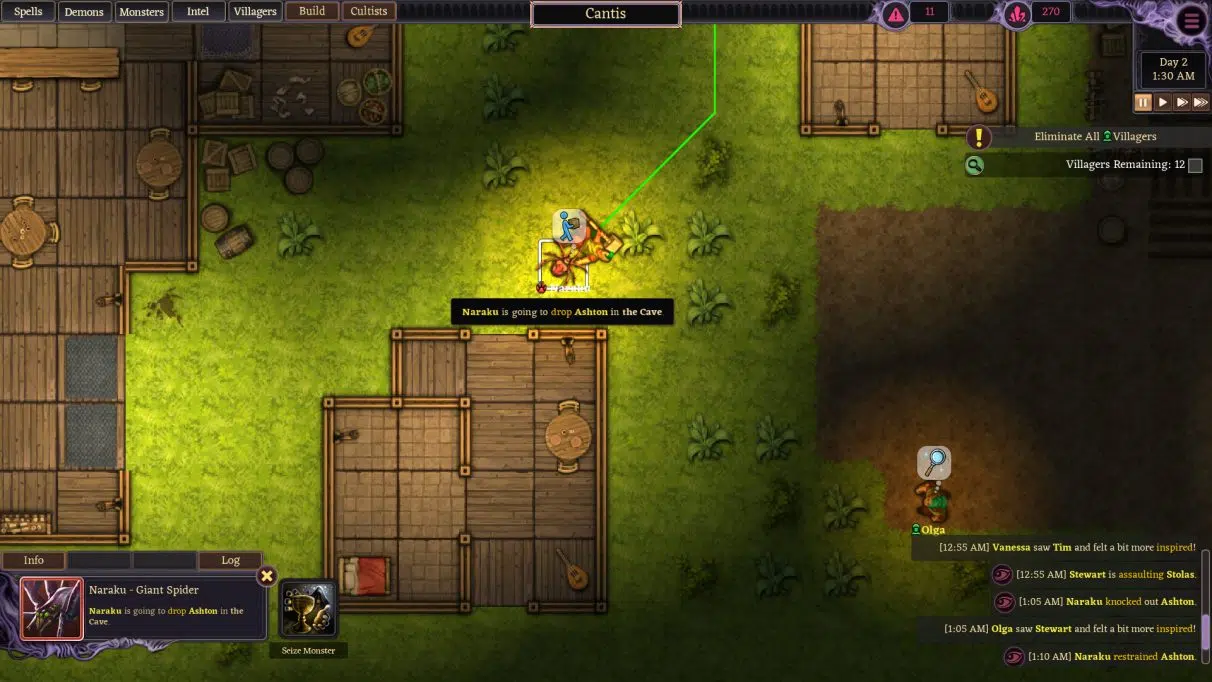 Spells
Demons
Monsters
Intel
Villagers
Build
Cultists
Cantis
11
270
Day 2
1:30 AM
Eliminate All Villagers
Villagers Remaining: 12
Naraku
Naraku is going to drop Ashton in the Cave
Olga
[12:55 AM] Vanessa saw Tim and felt a bit more inspired!
[12:55 AM] Stewart is assaulting Stolas.
[1:05 AM] Naraku knocked out Ashton.
[1:05 AM] Olga saw Stewart and felt a bit more inspired!
[1:10 AM] Naraku restrained Ashton.
Info
Log
Naraku - Giant Spider
Naraku is going to drop Ashton in the
Cave.
Seize Monster